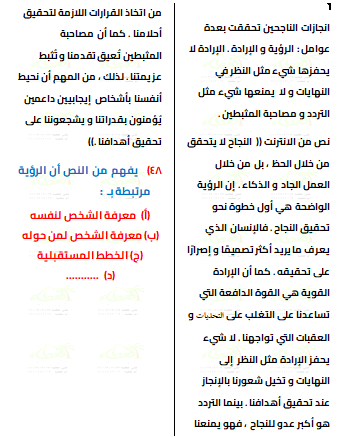 ٦
انجازات الناجحين تحققت بعدة
عوامل : الرؤية و الإرادة . الإرادة لا
يحفزها شيء مثل النظر في
النهايات و لا يمنعها شيء مثل
التردد و مصاحبة المثبطين .
نص من الانترنت (( النجاح لا يتحقق
من خلال الحظ ، بل من خلال
العمل الجاد و الذكاء . إن الرؤية
الواضحة هي أول خطوة نحو
تحقيق النجاح . فالإنسان الذي
يعرف ما يريد أكثر تصميمًا و إصرارًا
على تحقيقه . كما أن الإرادة
القوية هي القوة الدافعة التي
تساعدنا على التغلب على التحديات و
العقبات التي تواجهنا . لا شيء
يحفز الإرادة مثل النظر إلى
النهايات و تخيل شعورنا بالإنجاز
عند تحقيق أهدافنا . بينما التردد
هو أكبر عدو للنجاح ، فهو يمنعنا
من اتخاذ القرارات اللازمة لتحقيق
أحلامنا . كما أن مصاحبة
المثبطين تُعيق تقدمنا و تُثبط
عزيمتنا . لذلك ، من المهم أن نحيط
أنفسنا بأشخاص إيجابيين داعمين
يُؤمنون بقدراتنا و يشجعوننا على
تحقيق أهدافنا .))
٤٨) يفهم من النص أن الرؤية
مرتبطة بـ :
(أ) معرفة الشخص لنفسه
(ب) معرفة الشخص لمن حوله
(ج) الخطط المستقبلية
(د) ...........